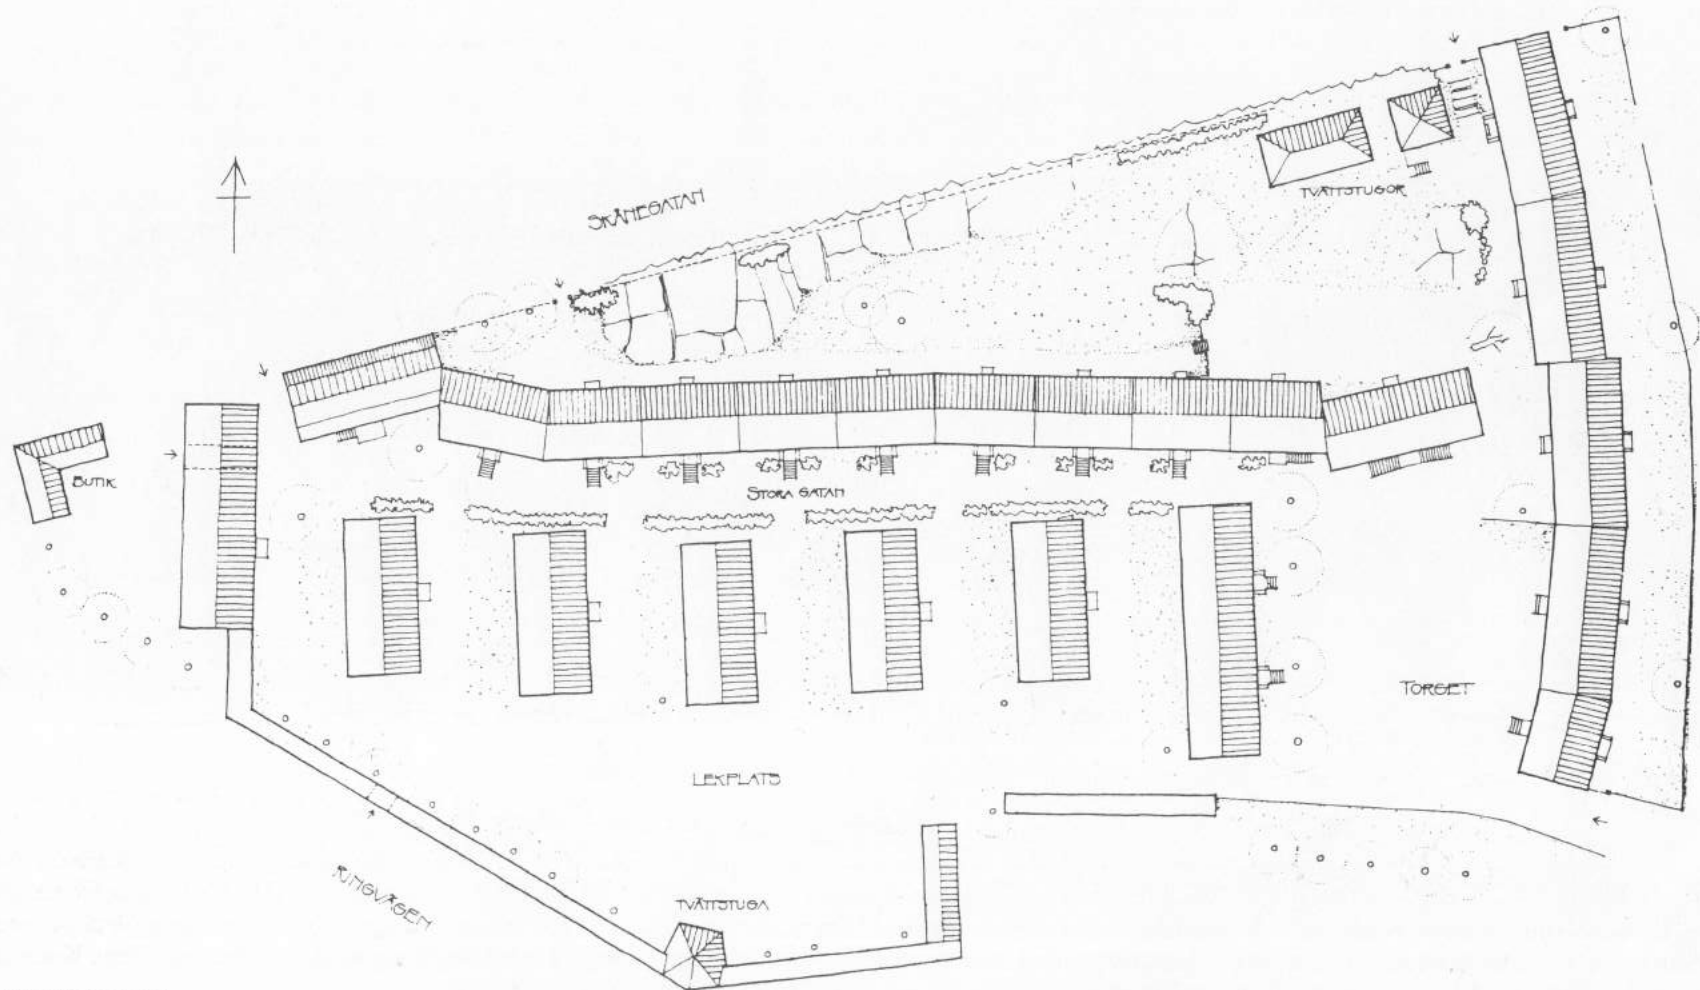 SKÅNEGATAN
TVÄTTSTUGOR
BUTIK
STORA GATAN
TORGET
LEKPLATS
RINGVÄGEN
TVÄTTSTUGA